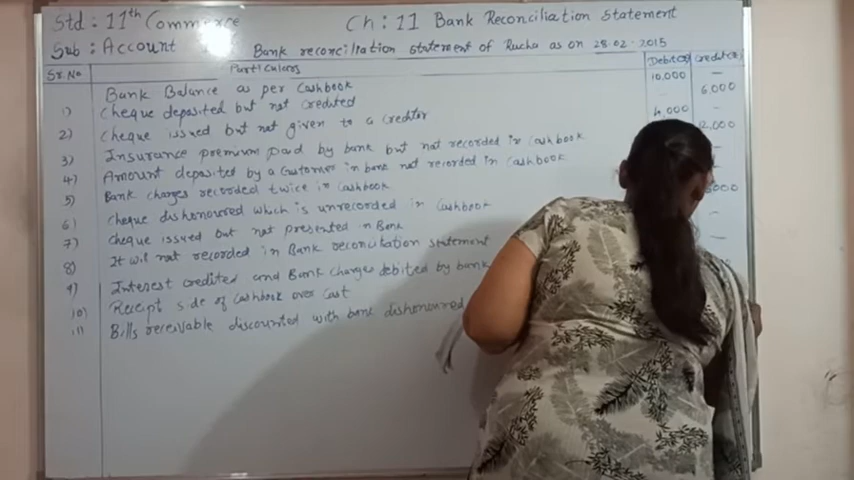 Std : 11th Commerce
Ch : 11 Bank Reconciliation Statement
Sub : Account
Bank reconciliation statement of Rucha as on 28.02.2015
Sr.No Particulars Debit(₹) Credit(₹)
Bank Balance as per Cashbook 10,000 —
1) Cheque deposited but not Credited — 6,000
2) Cheque issued but not given to a Creditor 4,000
3) Insurance premium paid by bank but not recorded in Cashbook 12,000
4) Amount deposited by a Customer in bank not recorded in Cashbook —
5) Bank charges recorded twice in Cashbook
6) Cheque dishonoured which is unrecorded in Cashbook
7) Cheque issued but not presented in Bank —
8) It wil not recorded in Bank reconcilation statement —
9) Interest credited and Bank Charges debited by bank
10) Receipt side of Cashbook over Cast
11) Bills receivable discounted with bank dishonoured